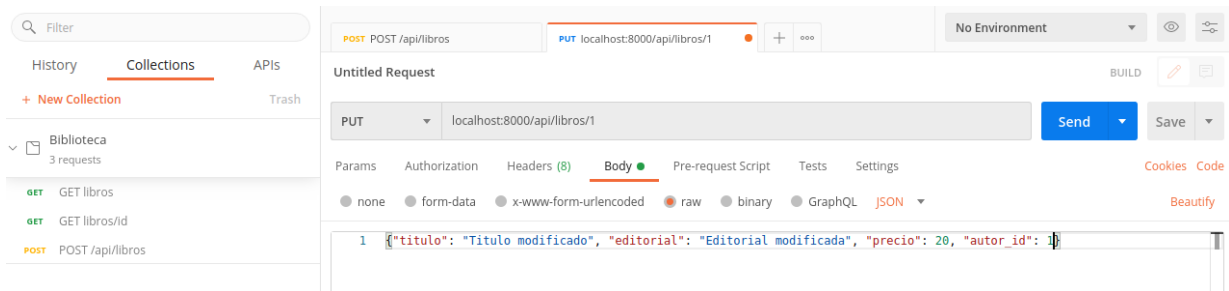 Filter
History Collections APIs
+ New Collection Trash
Biblioteca
3 requests
GET GET libros
GET GET libros/id
POST POST /api/libros
POST POST /api/libros PUT localhost:8000/api/libros/1 + ooo
No Environment
Untitled Request BUILD
PUT localhost:8000/api/libros/1 Send Save
Params Authorization Headers (8) Body Pre-request Script Tests Settings Cookies Code
none form-data x-www-form-urlencoded raw binary GraphQL JSON Beautify
1 {"titulo": "Titulo modificado", "editorial": "Editorial modificada", "precio": 20, "autor_id": 1}